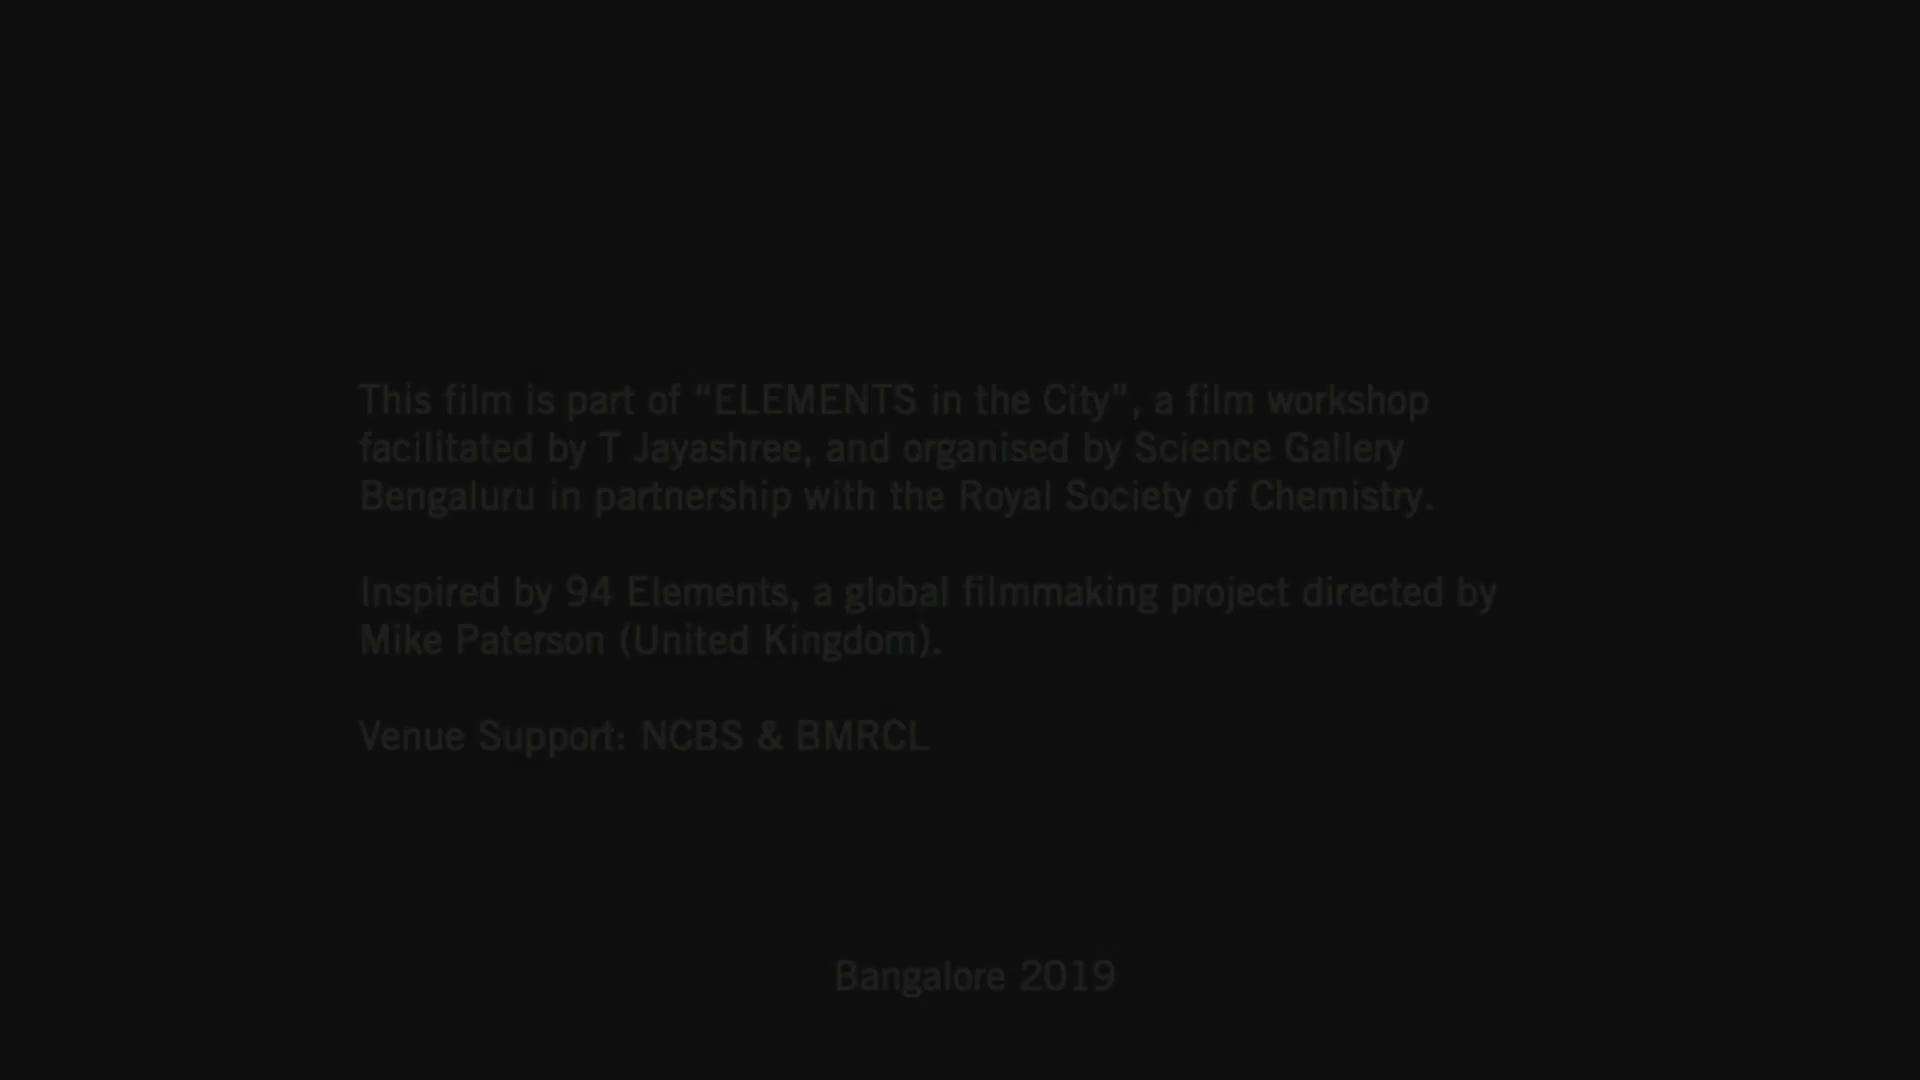 This film is part of "ELEMENTS in the City", a film workshop
facilitated by T Jayashree, and organised by Science Gallery
Bengaluru in partnership with the Royal Society of Chemistry.
Inspired by 94 Elements, a global filmmaking project directed by
Mike Paterson (United Kingdom).
Venue Support: NCBS & BMRCL
Bangalore 2019